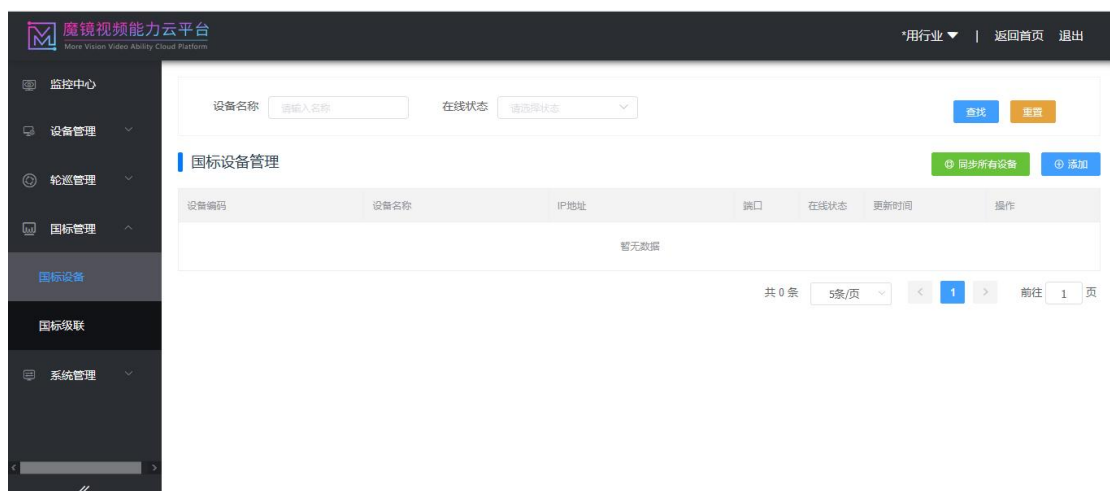 魔镜视频能力云平台
More Vision Video Ability Cloud Platform
*用行业 | 返回首页 退出
监控中心
设备管理
轮巡管理
国标管理
国标设备
国标级联
系统管理
设备名称 请输入名称 在线状态 请选择状态 查找 重置
国标设备管理 同步所有设备 添加
设备编码 设备名称 IP地址 端口 在线状态 更新时间 操作
暂无数据
共 0 条 5条/页 < 1 > 前往 1 页